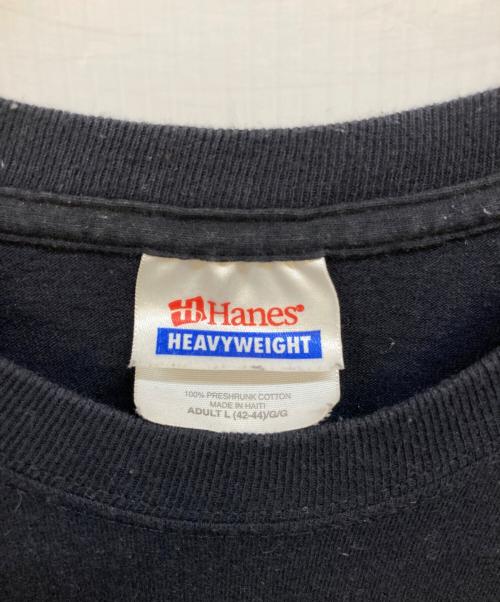 Hanes®
HEAVYWEIGHT
100% PRESHRUNK COTTON
MADE IN HAITI
ADULT L (42-44)/G/G